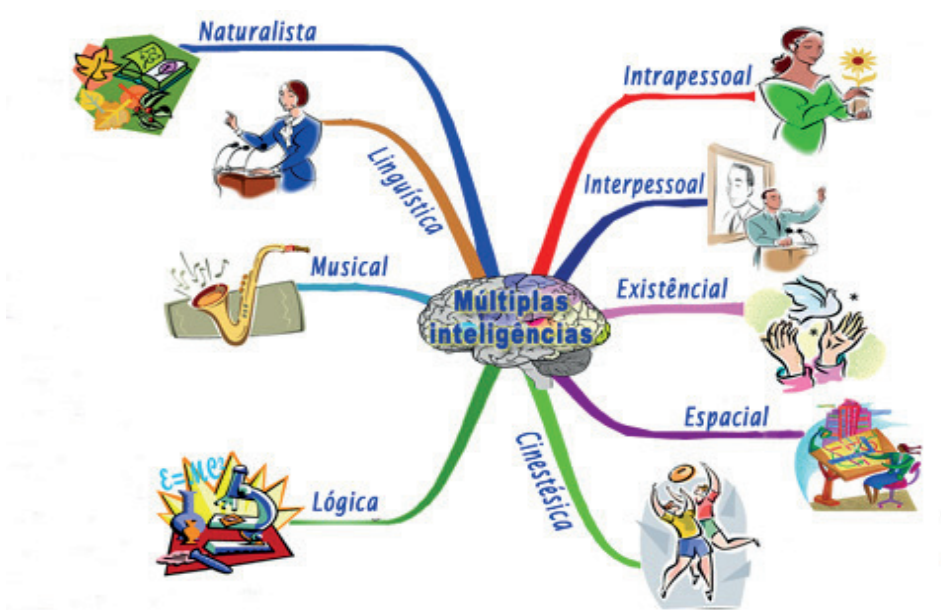 Naturalista
Intrapessoal
Linguística
Interpessoal
Musical
Existêncial
Múltiplas
inteligências
Espacial
Cinestésica
Lógica
E=MC²